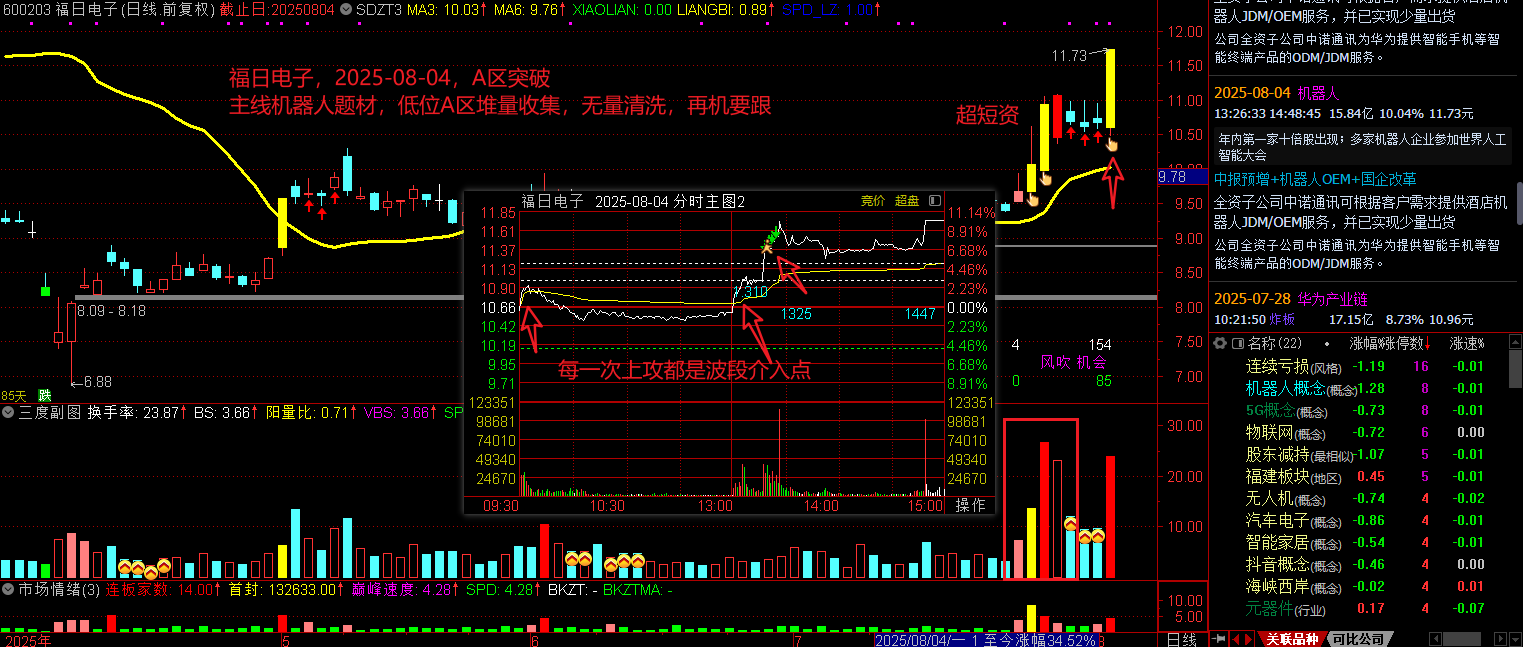 600203 福日电子(日线 前复权) 截止日:20250804 SDZT3 MA3: 10.03↑ MA6: 9.76↑ XIAOLIAN: 0.00 LIANGBI: 0.89↑ SPD_LZ 1.00↑
福日电子，2025-08-04，A区突破
主线机器人题材，低位A区堆量收集，无量清洗，再机要跟
超短资
11.73
12.00
11.50
11.00
10.50
9.78
9.50
9.00
8.50
8.00
7.50
7.00
8.09 - 8.18
6.88
85天 跌
4 154
风吹 机会
0 85
福日电子 2025-08-04 分时主图2 竞价 超盘
11.85 11.14%
11.61 8.91%
11.37 6.68%
11.13 4.46%
10.90 2.23%
10.66 0.00%
10.42 2.23%
10.19 4.46%
9.95 6.68%
9.71 8.91%
1310
1325
1447
每一次上攻都是波段介入点
123351 123351
98681 98681
74010 74010
49340 49340
24670 24670
09:30 10:30 13:00 14:00 15:00 操作
三度副图 换手率: 23.87↑ BS: 3.66↑ 阳量比: 0.71↑ VBS: 3.66↑ SP
30.00
20.00
10.00
市场情绪(3) 连板家数: 14.00↑ 首封: 132633.00↑ 巅峰速度: 4.28↑ SPD: 4.28↑ BKZT: - BKZTMA: -
10.00
5.00
2025年 5 6 7 2025/08/04/一 1 至今涨幅34.52% 8 日线
人JDM/OEM服务，并已实现少量出货
公司全资子公司中诺通讯为华为提供智能手机等智
能终端产品的ODM/JDM服务。
2025-08-04 机器人
13:26:33 14:48:45 15.84亿 10.04% 11.73元
年内第一家十倍股出现；多家机器人企业参加世界人工
智能大会
中报预增+机器人OEM+国企改革
全资子公司中诺通讯可根据客户需求提供酒店机
器人JDM/OEM服务，并已实现少量出货
公司全资子公司中诺通讯为华为提供智能手机等智
能终端产品的ODM/JDM服务。
2025-07-28 华为产业链
10:21:50 炸板 17.15亿 8.73% 10.96元
名称(22) • 涨幅%涨停数↓ 涨速%
连续亏损(风格) -1.19 16 -0.01
机器人概念(概念) -1.28 8 -0.01
5G概念(概念) -0.73 8 -0.01
物联网(概念) -0.72 6 0.00
股东减持(最相似) -1.07 5 -0.01
福建板块(地区) 0.45 5 -0.01
无人机(概念) -0.74 4 -0.02
汽车电子(概念) -0.86 4 -0.01
智能家居(概念) -0.54 4 -0.01
抖音概念(概念) -0.46 4 0.00
海峡西岸(概念) -0.02 4 0.01
元器件(行业) 0.17 4 -0.07
关联品种 可比公司